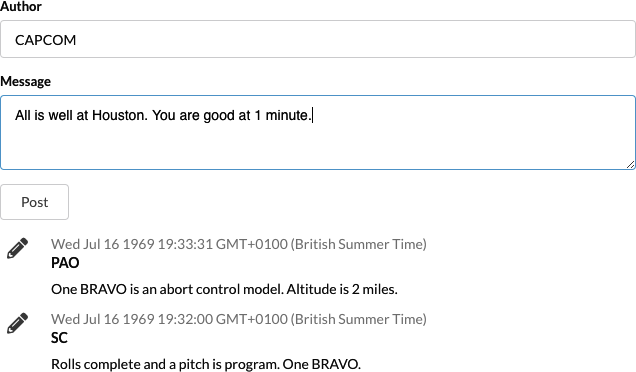 Author
CAPCOM
Message
All is well at Houston. You are good at 1 minute.
Post
Wed Jul 16 1969 19:33:31 GMT+0100 (British Summer Time)
PAO
One BRAVO is an abort control model. Altitude is 2 miles.
Wed Jul 16 1969 19:32:00 GMT+0100 (British Summer Time)
SC
Rolls complete and a pitch is program. One BRAVO.